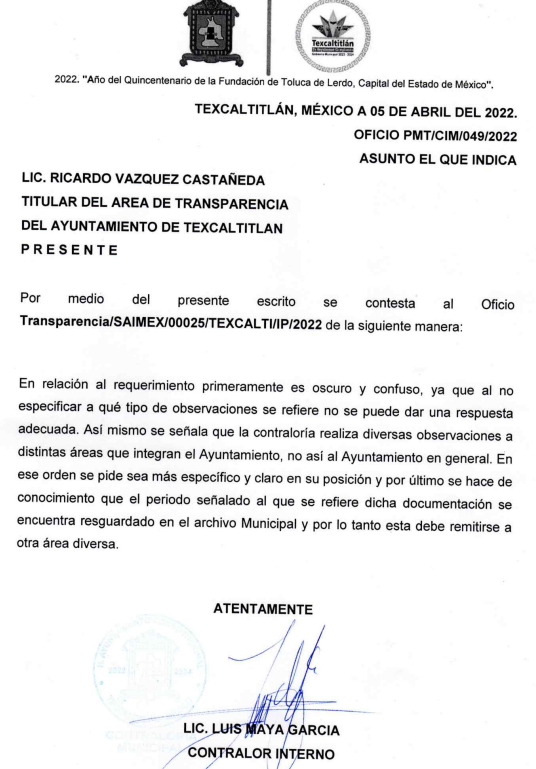 Texcaltitlán
2022. "Año del Quincentenario de la Fundación de Toluca de Lerdo, Capital del Estado de México".
TEXCALTITLÁN, MÉXICO A 05 DE ABRIL DEL 2022.
OFICIO PMT/CIM/049/2022
ASUNTO EL QUE INDICA
LIC. RICARDO VAZQUEZ CASTAÑEDA
TITULAR DEL AREA DE TRANSPARENCIA
DEL AYUNTAMIENTO DE TEXCALTITLAN
P R E S E N T E
Por medio del presente escrito se contesta al Oficio
Transparencia/SAIMEX/00025/TEXCALTI/IP/2022 de la siguiente manera:
En relación al requerimiento primeramente es oscuro y confuso, ya que al no
especificar a qué tipo de observaciones se refiere no se puede dar una respuesta
adecuada. Así mismo se señala que la contraloría realiza diversas observaciones a
distintas áreas que integran el Ayuntamiento, no así al Ayuntamiento en general. En
ese orden se pide sea más específico y claro en su posición y por último se hace de
conocimiento que el periodo señalado al que se refiere dicha documentación se
encuentra resguardado en el archivo Municipal y por lo tanto esta debe remitirse a
otra área diversa.
ATENTAMENTE
LIC. LUIS MAYA GARCIA
CONTRALOR INTERNO